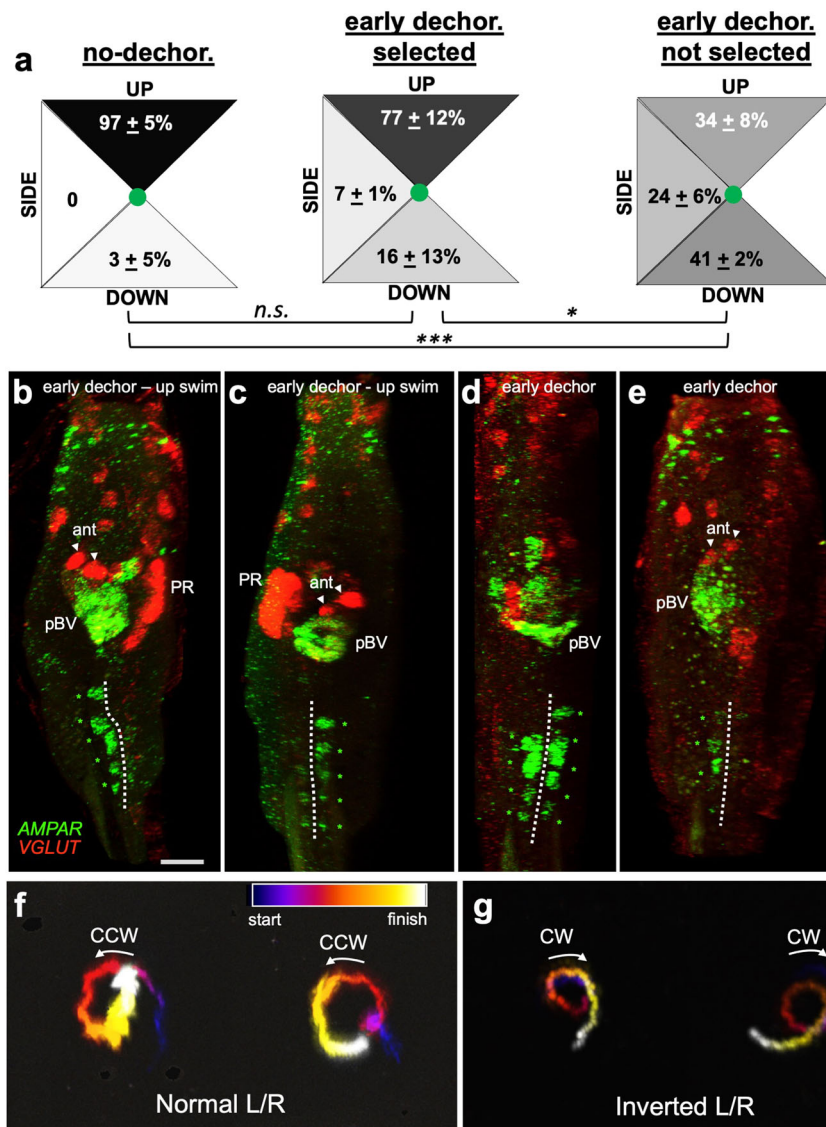 a
no-dechor.
early dechor.
selected
early dechor.
not selected
UP
UP
UP
97 ± 5%
77 ± 12%
34 ± 8%
SIDE
0
SIDE
7 ± 1%
SIDE
24 ± 6%
3 ± 5%
16 ± 13%
41 ± 2%
DOWN
DOWN
DOWN
n.s.
*
***
b
early dechor – up swim
c
early dechor - up swim
d
early dechor
e
early dechor
ant
PR
pBV
PR
ant
pBV
pBV
ant
pBV
AMPAR
VGLUT
f
start
finish
CCW
CCW
Normal L/R
g
CW
CW
Inverted L/R